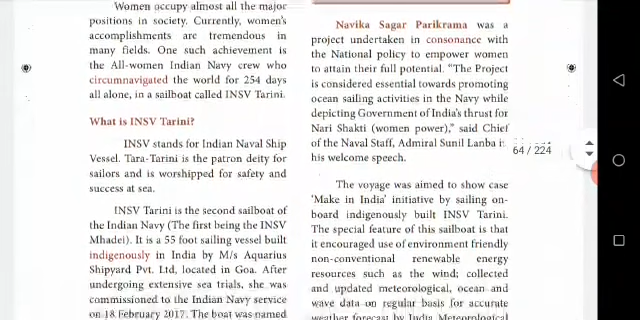 Women occupy almost all the major
positions in society. Currently, women's
accomplishments are tremendous in
many fields. One such achievement is
the All-women Indian Navy crew who
circumnavigated the world for 254 days
all alone, in a sailboat called INSV Tarini.
What is INSV Tarini?
INSV stands for Indian Naval Ship
Vessel. Tara-Tarini is the patron deity for
sailors and is worshipped for safety and
success at sea.
INSV Tarini is the second sailboat of
the Indian Navy (The first being the INSV
Mhadei). It is a 55 foot sailing vessel built
indigenously in India by M/s Aquarius
Shipyard Pvt. Ltd, located in Goa. After
undergoing extensive sea trials, she was
commissioned to the Indian Navy service
on 18 February 2017. The boat was named
Navika Sagar Parikrama was a
project undertaken in consonance with
the National policy to empower women
to attain their full potential. “The Project
is considered essential towards promoting
ocean sailing activities in the Navy while
depicting Government of India's thrust for
Nari Shakti (women power),” said Chief
of the Naval Staff, Admiral Sunil Lanba in
his welcome speech.
The voyage was aimed to show case
'Make in India' initiative by sailing on-
board indigenously built INSV Tarini.
The special feature of this sailboat is that
it encouraged use of environment friendly
non-conventional renewable energy
resources such as the wind; collected
and updated meteorological, ocean and
wave data on regular basis for accurate
weather forecast by India Meteorological
64 / 224